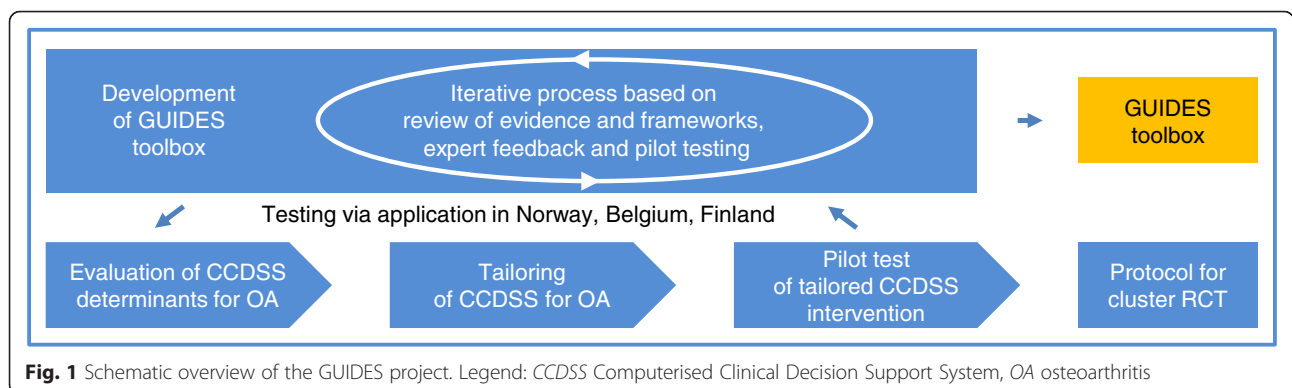 Development
of GUIDES
toolbox
Iterative process based on
review of evidence and frameworks,
expert feedback and pilot testing
GUIDES
toolbox
Testing via application in Norway, Belgium, Finland
Evaluation of CCDSS
determinants for OA
Tailoring
of CCDSS for OA
Pilot test
of tailored CCDSS
intervention
Protocol for
cluster RCT
Fig. 1 Schematic overview of the GUIDES project. Legend: CCDSS Computerised Clinical Decision Support System, OA osteoarthritis